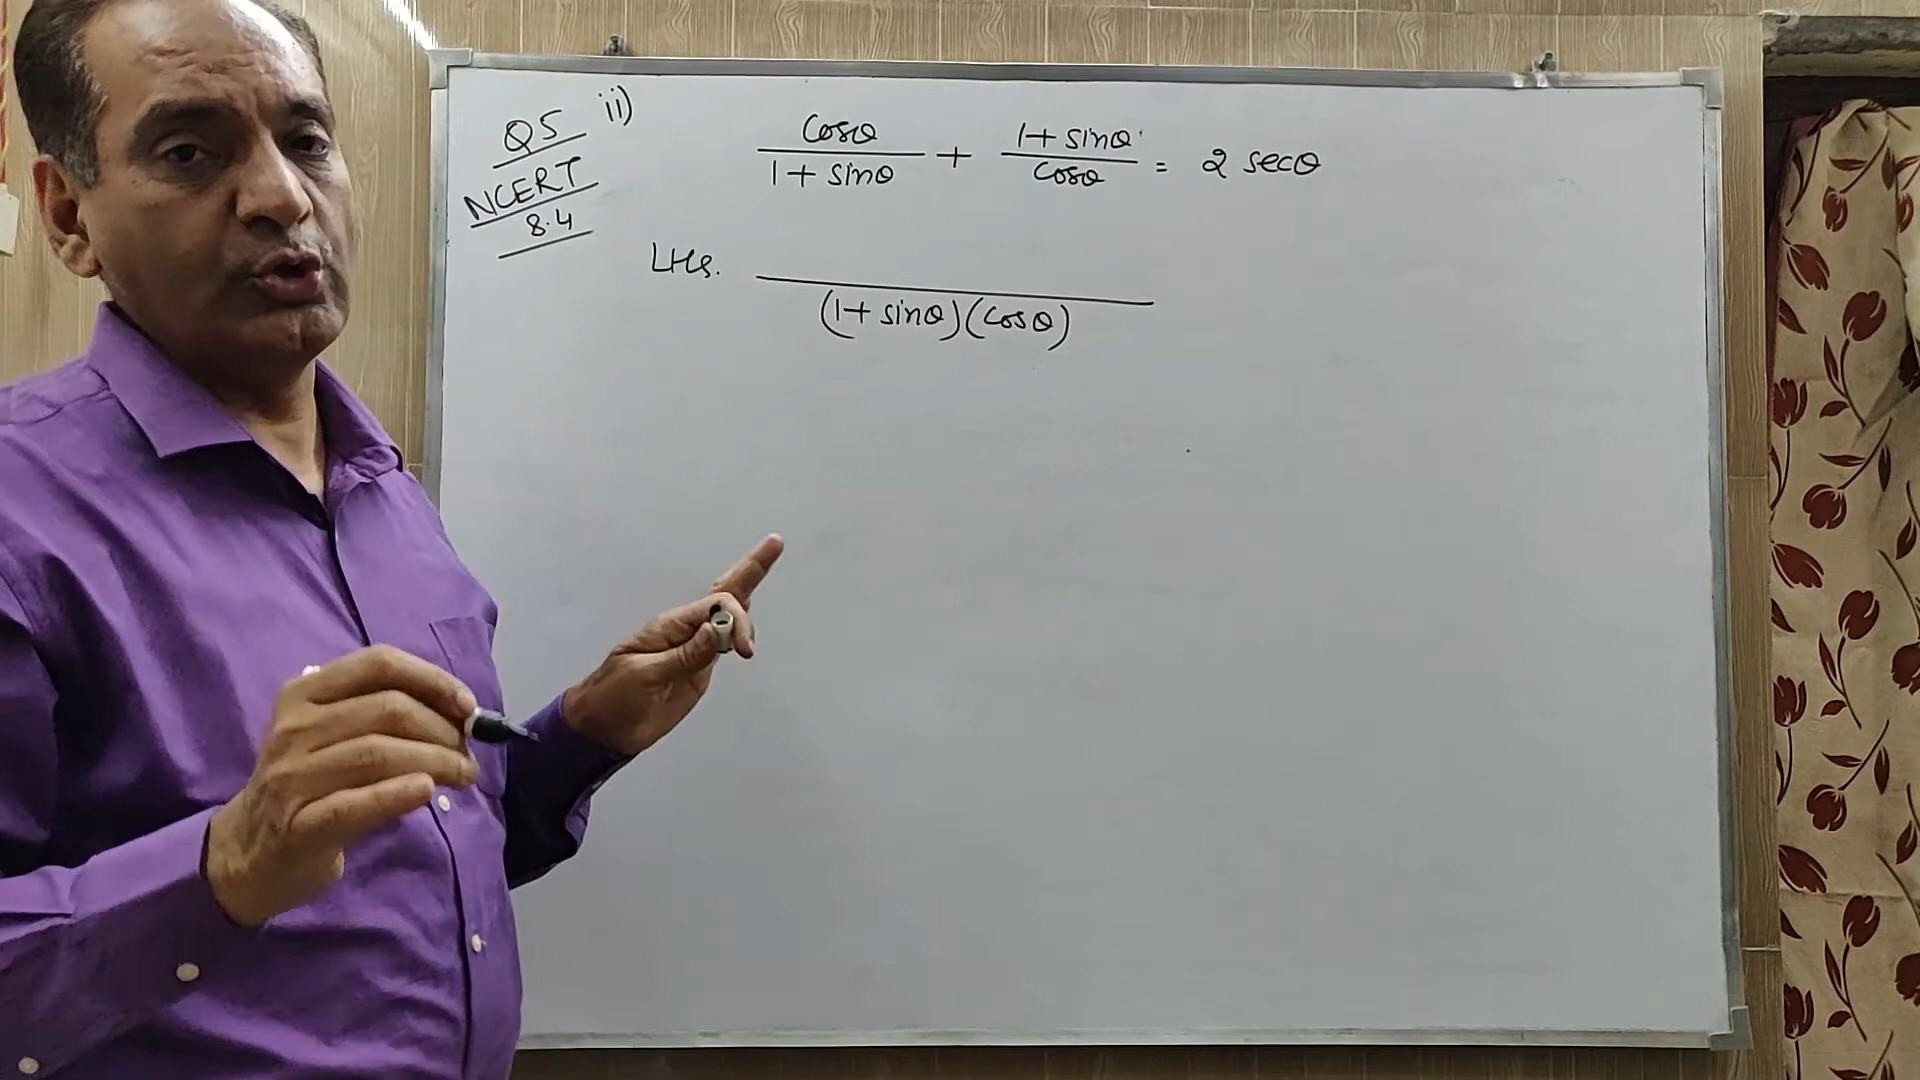 Q5 ii)
NCERT
8.4
cosθ/(1 + sinθ) + (1 + sinθ)/cosθ = 2 secθ
LHS.
(1 + sinθ)(cosθ)